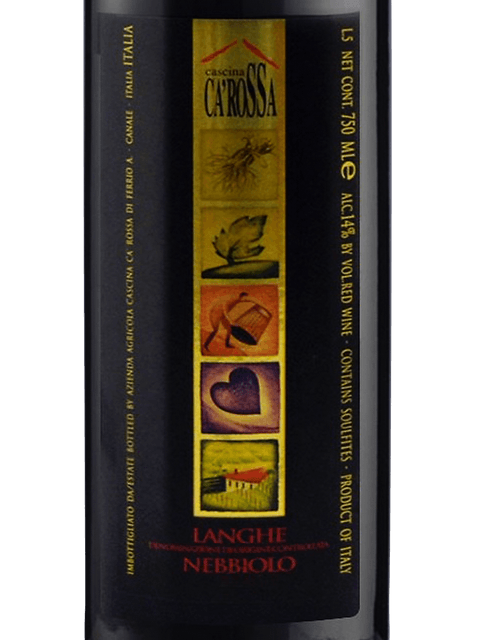 cascina
CA'ROSSA
LANGHE
DENOMINAZIONE DI ORIGINE CONTROLLATA
NEBBIOLO
IMBOTTIGLIATO DA/ESTATE BOTTLED BY AZIENDA AGRICOLA CASCINA CA' ROSSA DI FERRIO A. · CANALE · ITALIA ITALIA
L5 NET CONT. 750 ML e ALC.14% BY VOL.RED WINE · CONTAINS SOULFITES · PRODUCT OF ITALY